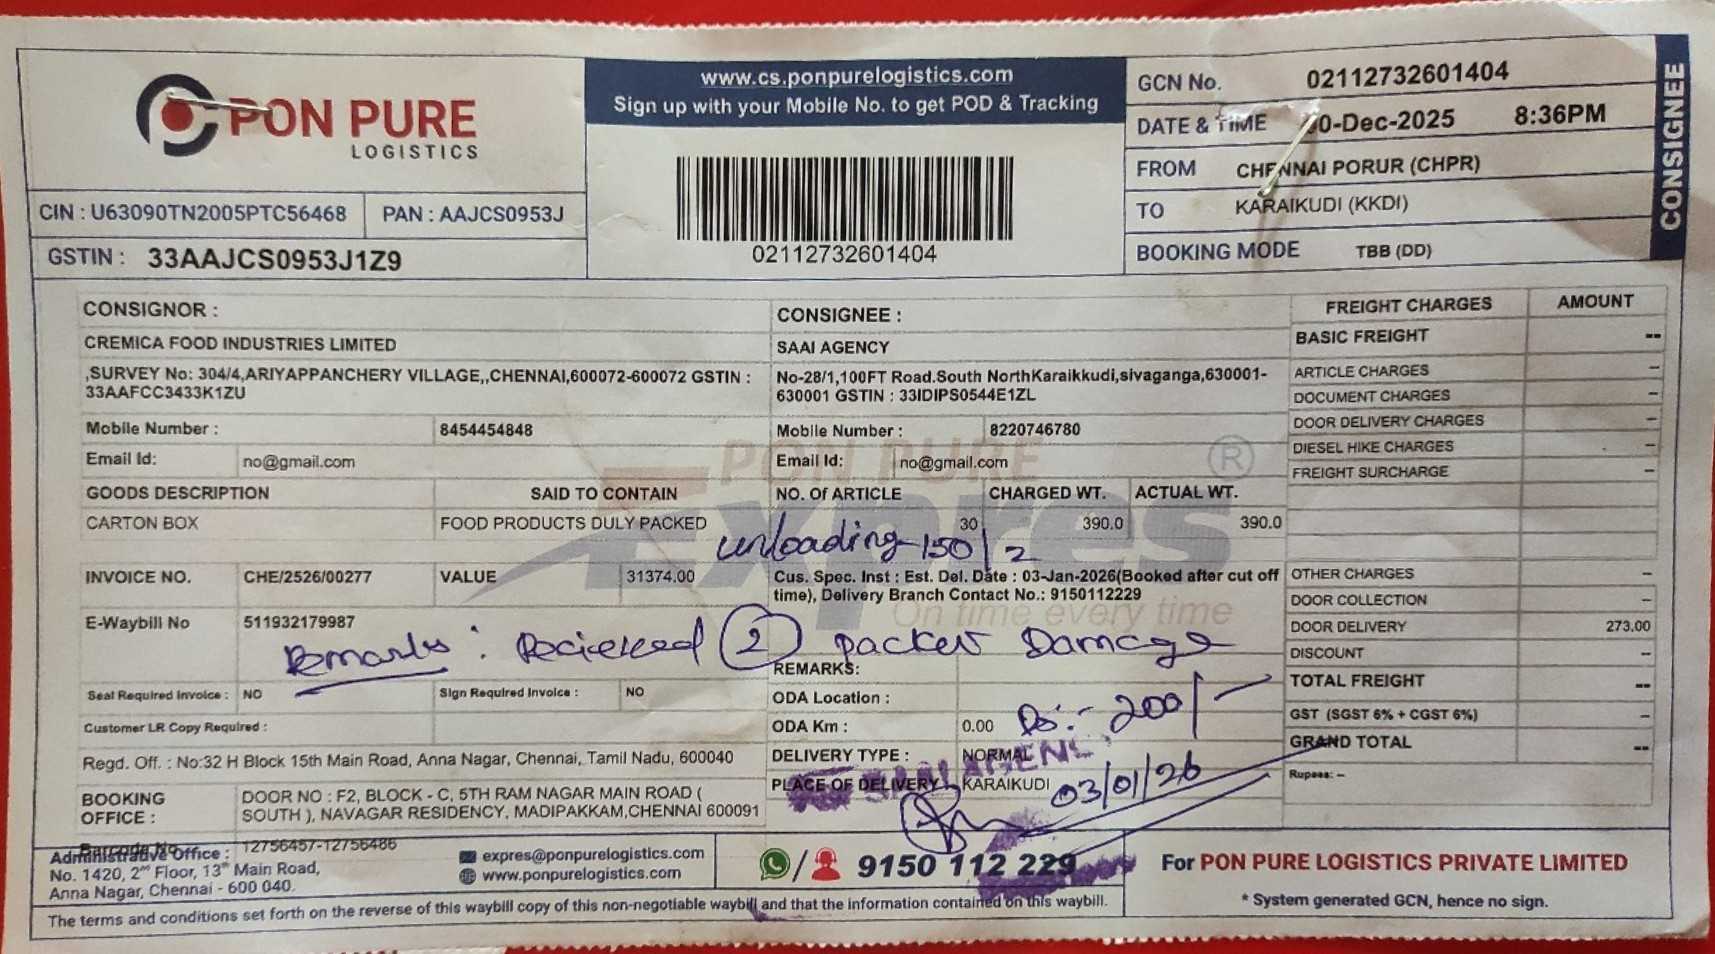 PON PURE
LOGISTICS
CIN : U63090TN2005PTC56468 PAN : AAJCS0953J
GSTIN : 33AAJCS0953J1Z9
www.cs.ponpurelogistics.com
Sign up with your Mobile No. to get POD & Tracking
02112732601404
GCN No. 02112732601404
DATE & TIME 0-Dec-2025 8:36PM
FROM CHENNAI PORUR (CHPR)
TO KARAIKUDI (KKDI)
BOOKING MODE TBB (DD)
CONSIGNEE
CONSIGNOR :
CREMICA FOOD INDUSTRIES LIMITED
,SURVEY No: 304/4,ARIYAPPANCHERY VILLAGE,,CHENNAI,600072-600072 GSTIN :
33AAFCC3433K1ZU
Mobile Number : 8454454848
Email Id: no@gmail.com
CONSIGNEE :
SAAI AGENCY
No-28/1,100FT Road.South NorthKaraikkudi,sivaganga,630001-
630001 GSTIN : 33IDIPS0544E1ZL
Mobile Number : 8220746780
Email Id: no@gmail.com
GOODS DESCRIPTION SAID TO CONTAIN NO. Of ARTICLE CHARGED WT. ACTUAL WT.
CARTON BOX FOOD PRODUCTS DULY PACKED 30 390.0 390.0
unloading 150/2
INVOICE NO. CHE/2526/00277 VALUE 31374.00
Cus. Spec. Inst : Est. Del. Date : 03-Jan-2026(Booked after cut off
time), Delivery Branch Contact No.: 9150112229
E-Waybill No 511932179987
PON PURE
Expres ®
On time every time
Remarks : Recieved 2 packet Damage
Rs:- 200/-
Seal Required Invoice : NO Sign Required Invoice : NO
Customer LR Copy Required :
REMARKS:
ODA Location :
ODA Km : 0.00
DELIVERY TYPE : NORMAL
PLACE OF DELIVERY KARAIKUDI
03/01/26
Regd. Off. : No:32 H Block 15th Main Road, Anna Nagar, Chennai, Tamil Nadu, 600040
BOOKING OFFICE : DOOR NO : F2, BLOCK - C, 5TH RAM NAGAR MAIN ROAD (
SOUTH ), NAVAGAR RESIDENCY, MADIPAKKAM,CHENNAI 600091
Barcode No 12756457-12756486
FREIGHT CHARGES AMOUNT
BASIC FREIGHT --
ARTICLE CHARGES –
DOCUMENT CHARGES –
DOOR DELIVERY CHARGES –
DIESEL HIKE CHARGES –
FREIGHT SURCHARGE –
OTHER CHARGES –
DOOR COLLECTION –
DOOR DELIVERY 273.00
DISCOUNT –
TOTAL FREIGHT --
GST (SGST 6% + CGST 6%) –
GRAND TOTAL --
Rupees: –
Administrative Office :
No. 1420, 2nd Floor, 13th Main Road,
Anna Nagar, Chennai - 600 040.
expres@ponpurelogistics.com
www.ponpurelogistics.com
9150 112 229
For PON PURE LOGISTICS PRIVATE LIMITED
* System generated GCN, hence no sign.
The terms and conditions set forth on the reverse of this waybill copy of this non-negotiable waybill and that the information contained on this waybill.